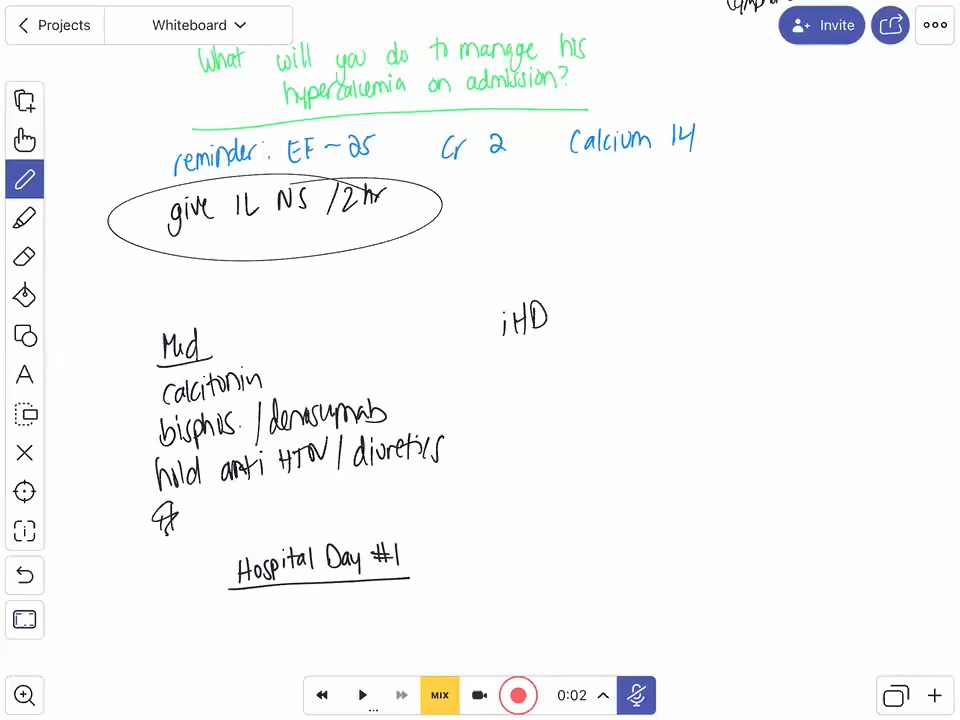 Projects
Whiteboard
Invite
What will you do to manage his
hypercalcemia on admission?
reminder: EF ~ 25 Cr 2 Calcium 14
give 1L NS / 2hr
iHD
Med
calcitonin
bisphos. / denosumab
hold anti HTN / diuretics
Hospital Day #1
A
MIX
0:02